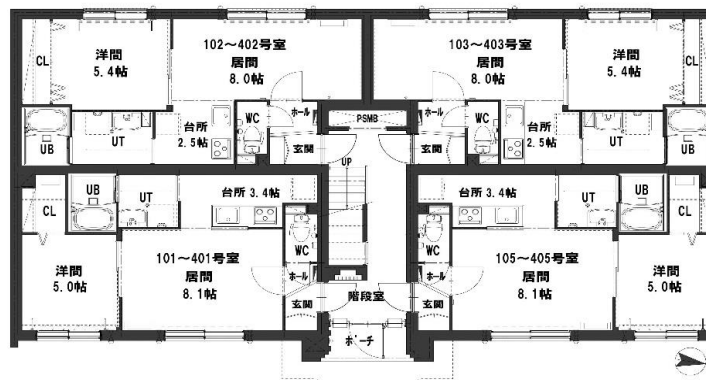 CL
洋間
5.4帖
102～402号室
居間
8.0帖
UB
UT
台所
2.5帖
WC
ホール
玄関
PSMB
UP
103～403号室
居間
8.0帖
洋間
5.4帖
CL
ホール
WC
玄関
台所
2.5帖
UT
UB
CL
UB
UT
台所 3.4帖
WC
洋間
5.0帖
101～401号室
居間
8.1帖
ホール
玄関
階段室
ポーチ
台所 3.4帖
UT
UB
CL
WC
ホール
玄関
105～405号室
居間
8.1帖
洋間
5.0帖